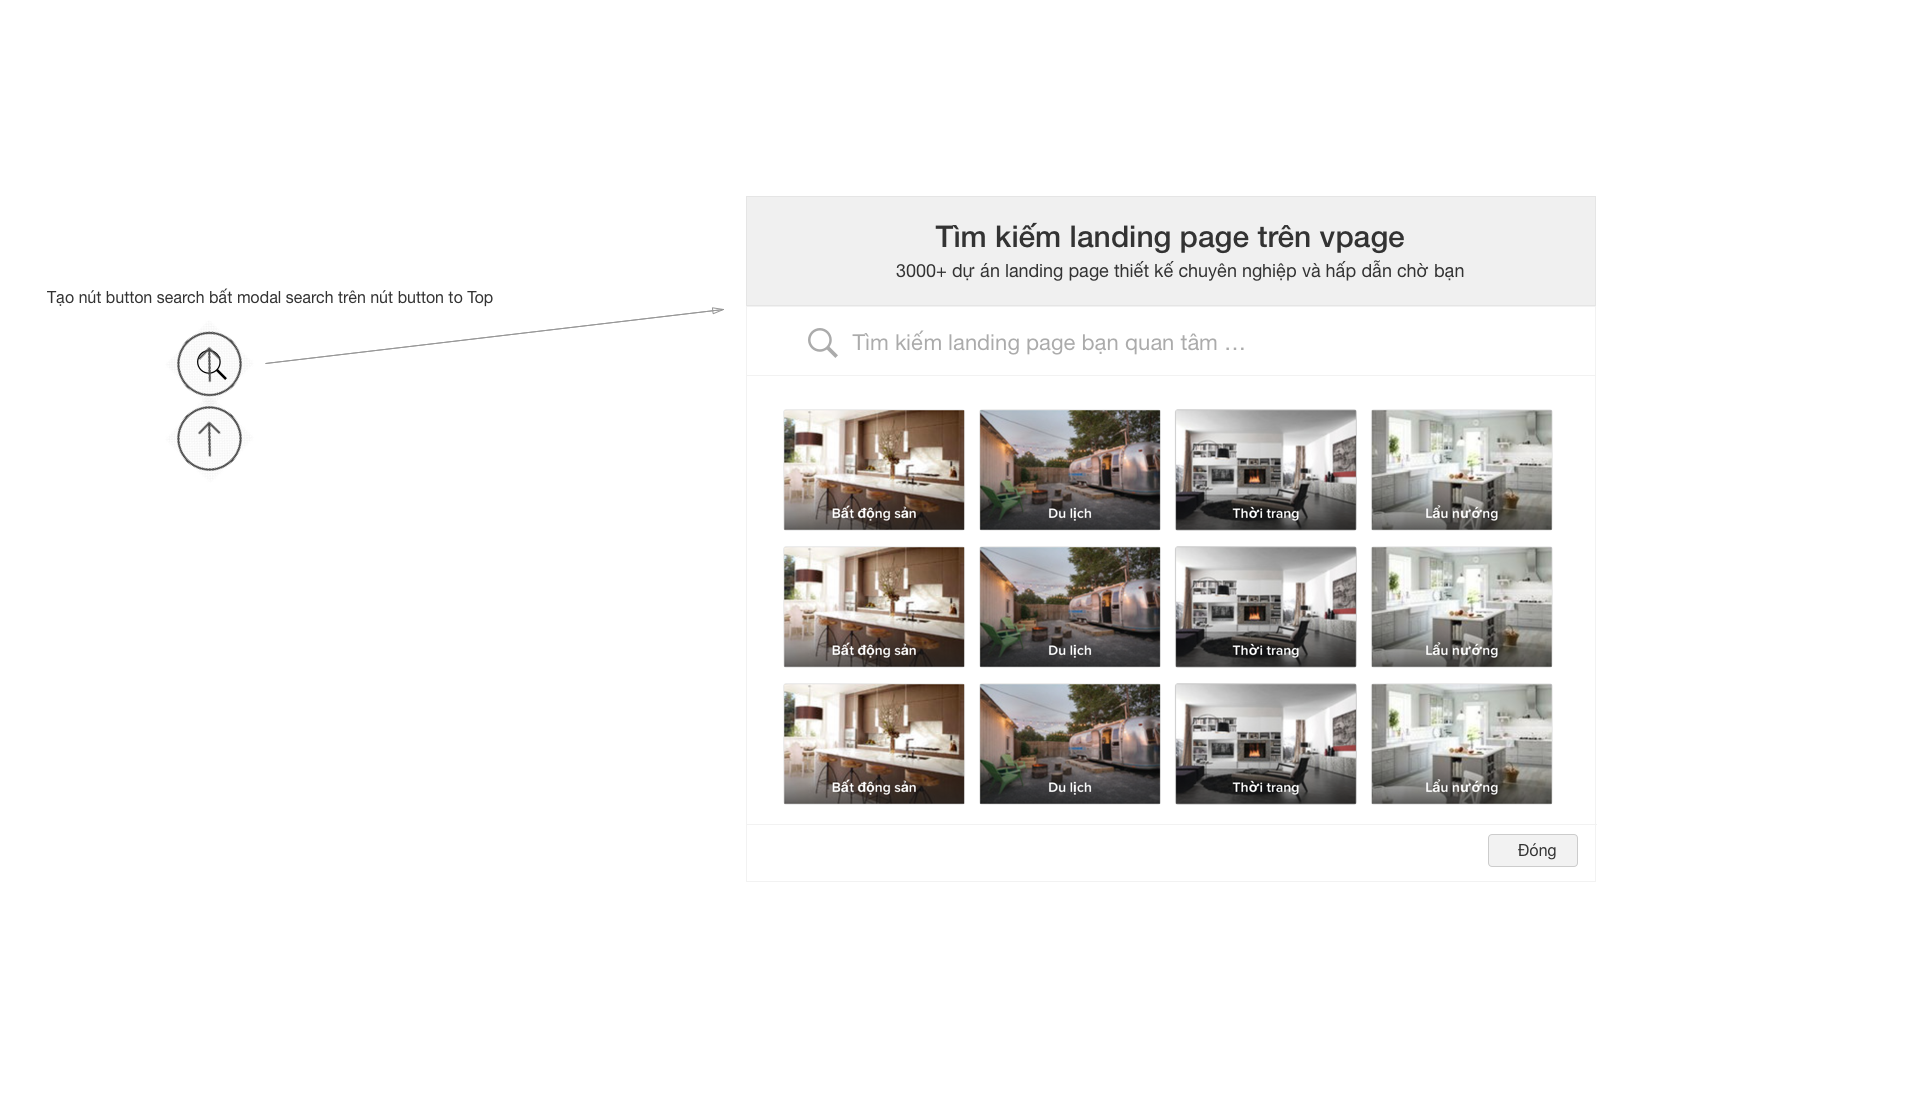 Tạo nút button search bất modal search trên nút button to Top
Tìm kiếm landing page trên vpage
3000+ dự án landing page thiết kế chuyên nghiệp và hấp dẫn chờ bạn
Tìm kiếm landing page bạn quan tâm ...
Bất động sản
Du lịch
Thời trang
Lẩu nướng
Bất động sản
Du lịch
Thời trang
Lẩu nướng
Bất động sản
Du lịch
Thời trang
Lẩu nướng
Đóng